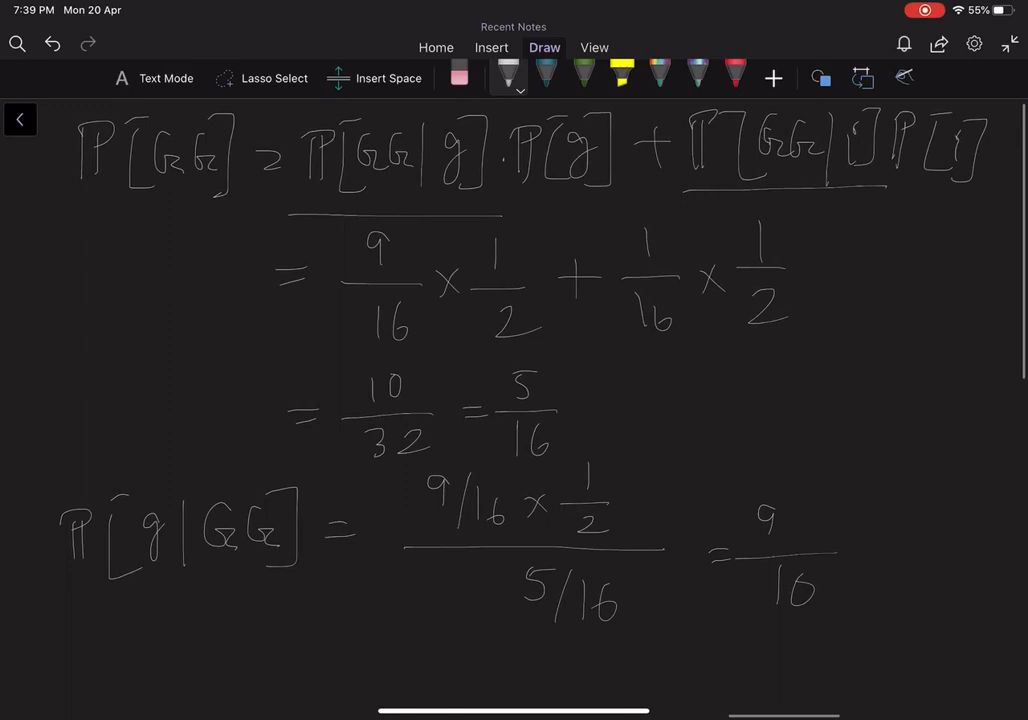 7:39 PM Mon 20 Apr 55%
Recent Notes
Home Insert Draw View
A Text Mode Lasso Select Insert Space
P[GG] = P[GG|g].P[g] + P[GG|i] P[i]
= 9/16 × 1/2 + 1/16 × 1/2
= 10/32 = 5/16
P[g|GG] = (9/16 × 1/2)/(5/16) = 9/10